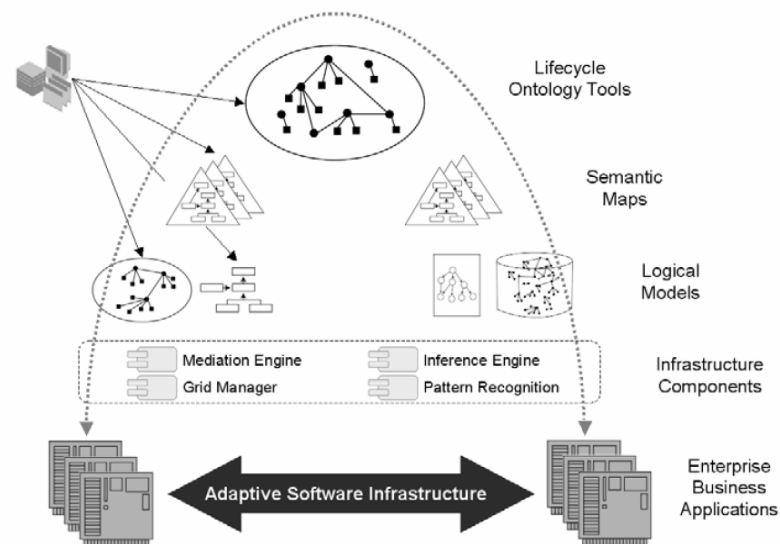 Lifecycle
Ontology Tools
Semantic
Maps
Logical
Models
Mediation Engine
Inference Engine
Grid Manager
Pattern Recognition
Infrastructure
Components
Adaptive Software Infrastructure
Enterprise
Business
Applications